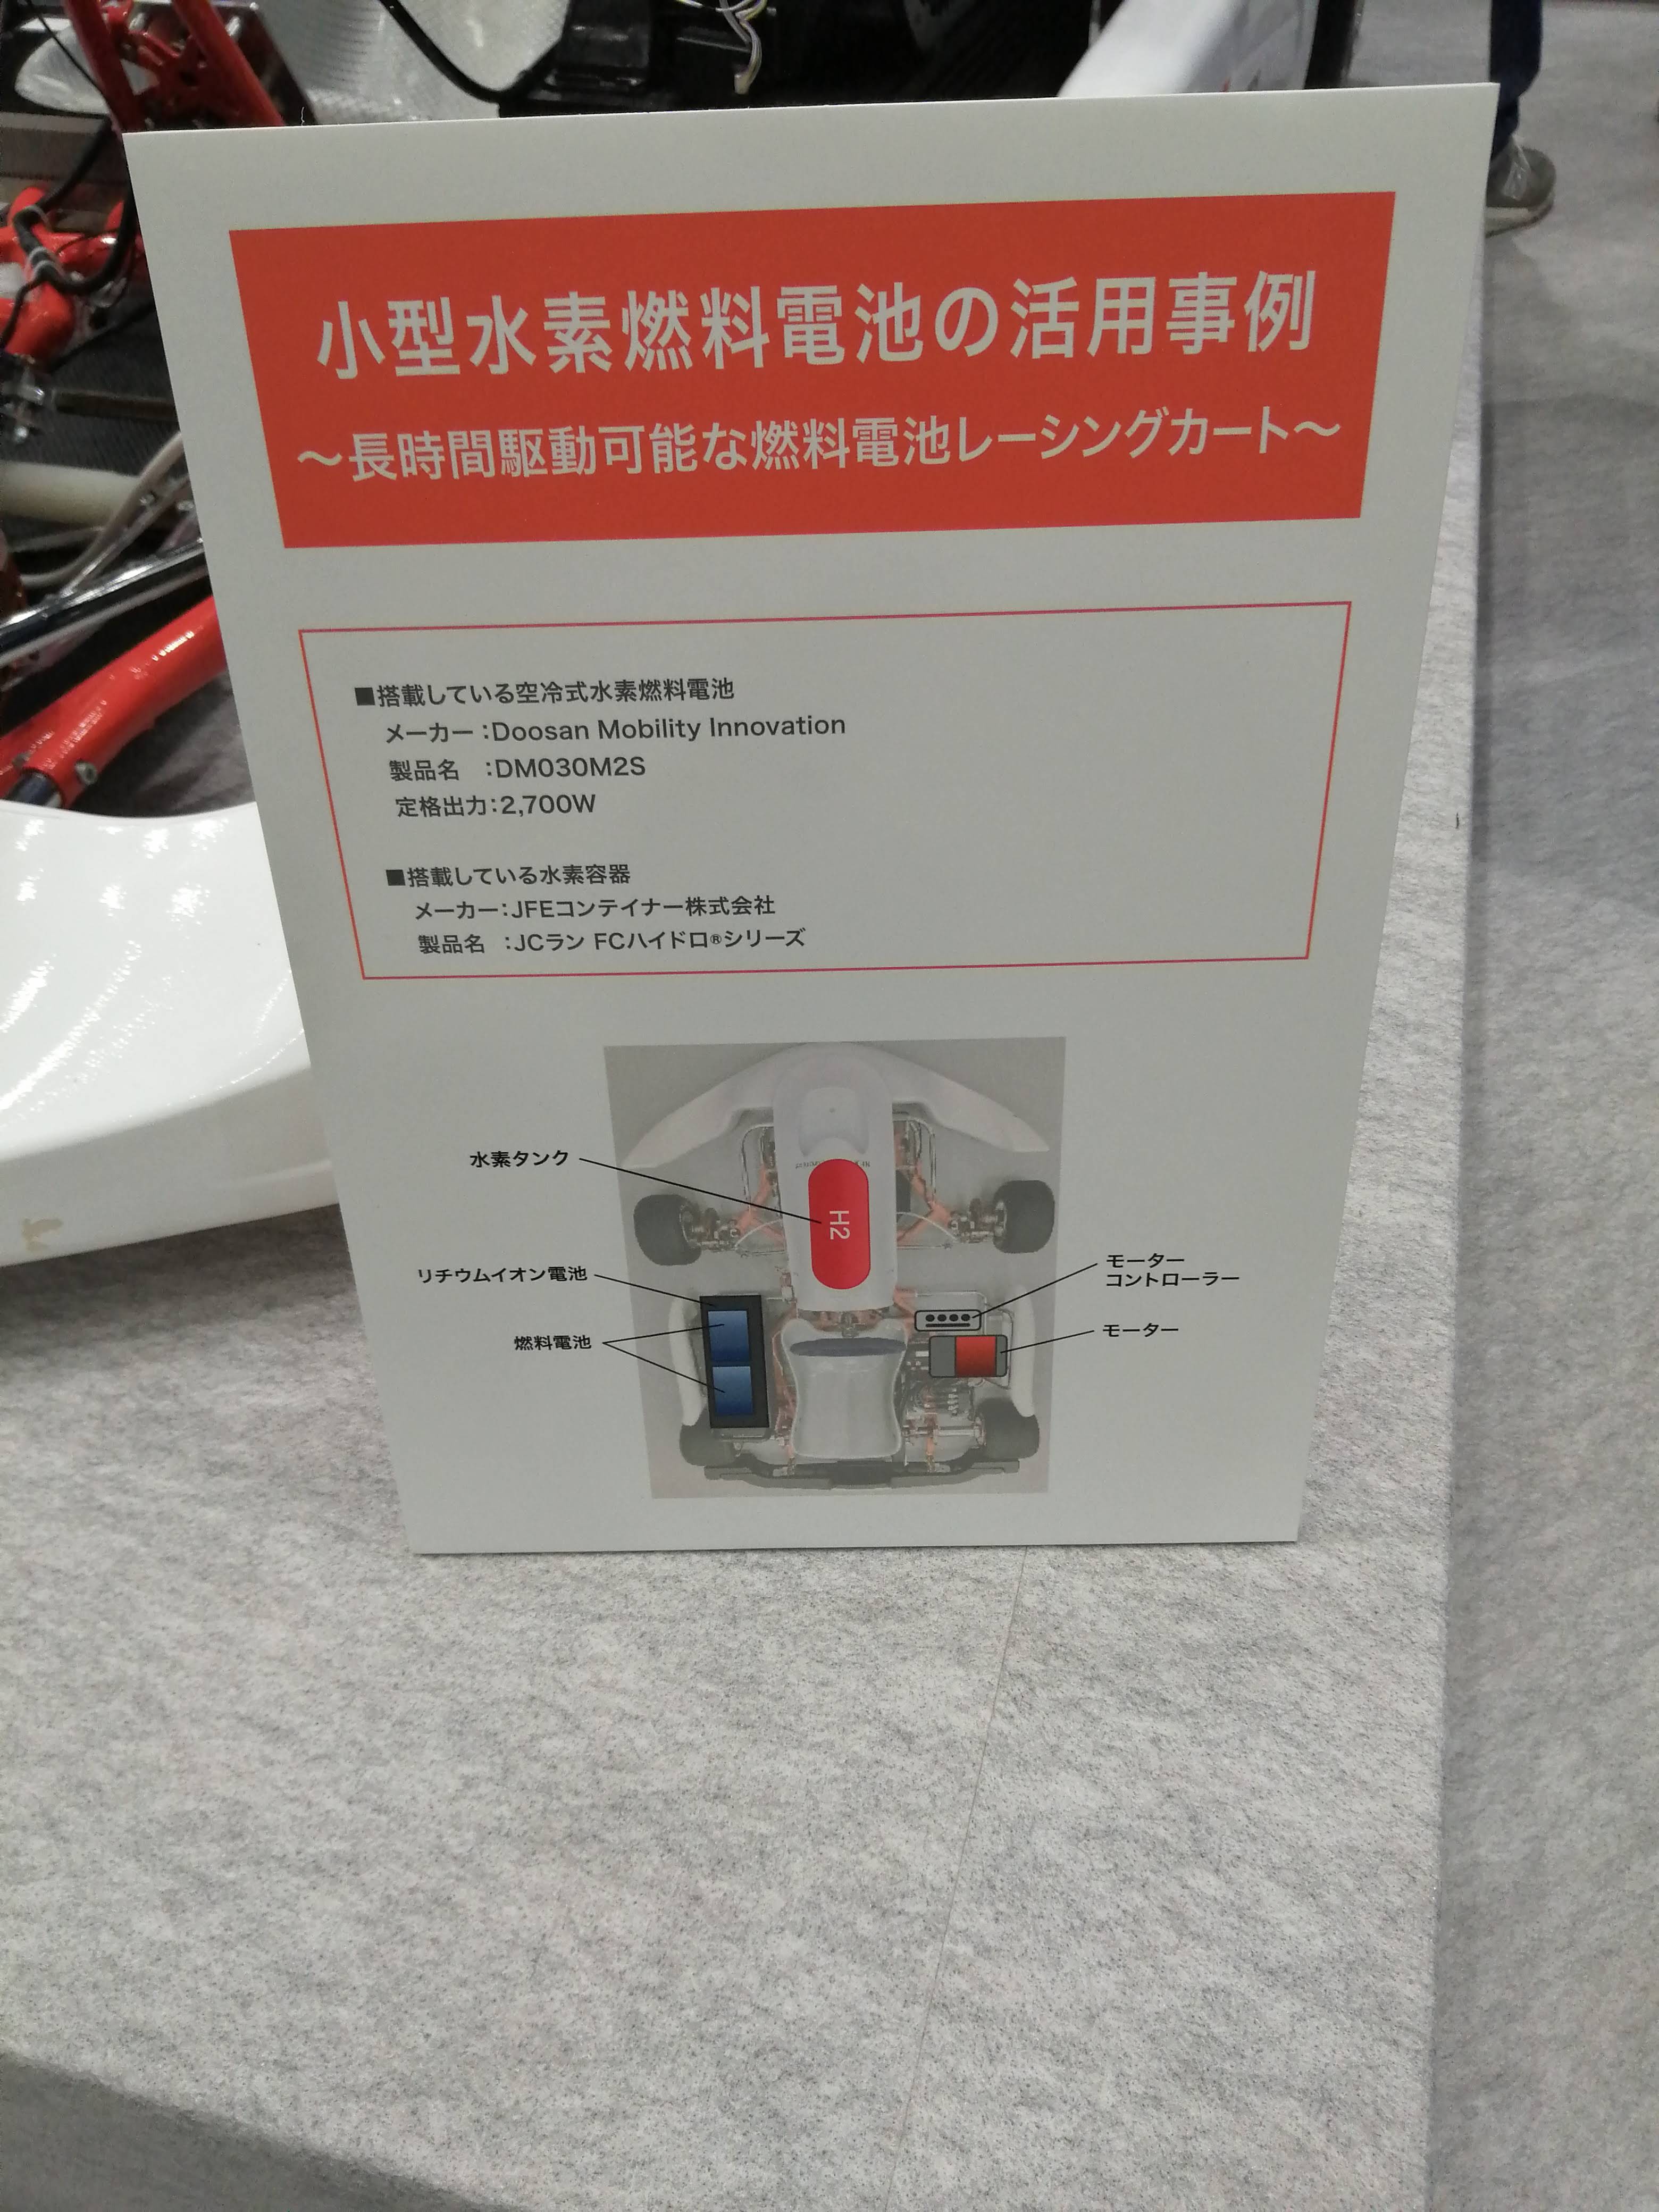 小型水素燃料電池の活用事例
～長時間駆動可能な燃料電池レーシングカート～
■搭載している空冷式水素燃料電池
メーカー：Doosan Mobility Innovation
製品名　：DM030M2S
定格出力：2,700W
■搭載している水素容器
メーカー：JFEコンテイナー株式会社
製品名　：JCラン FCハイドロ®シリーズ
水素タンク
H2
リチウムイオン電池
燃料電池
モーター
コントローラー
モーター